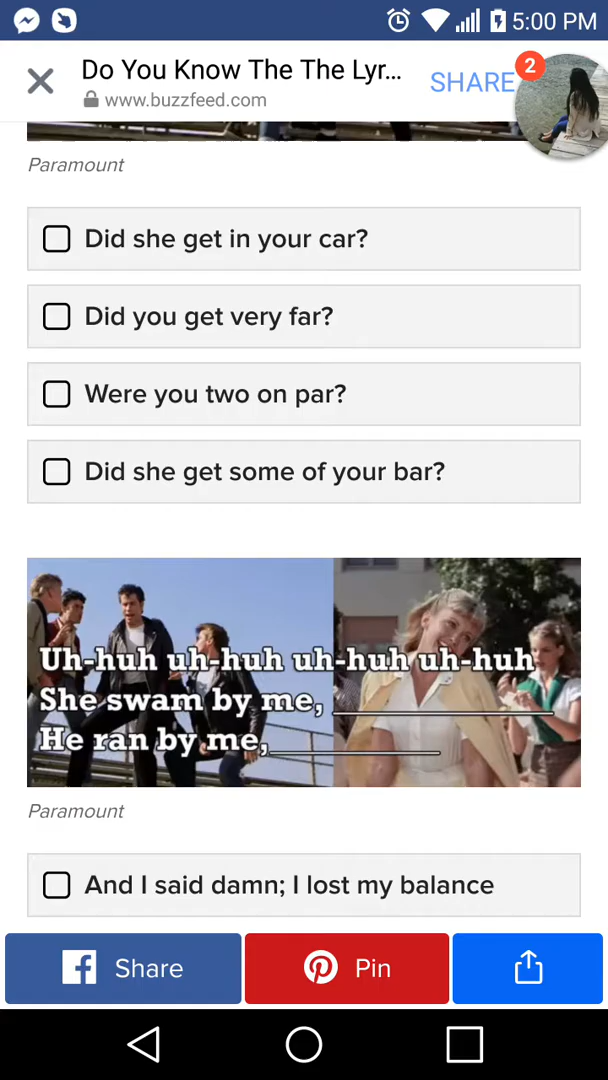 5:00 PM
Do You Know The The Lyr...
SHARE
2
www.buzzfeed.com
Paramount
Did she get in your car?
Did you get very far?
Were you two on par?
Did she get some of your bar?
Uh-huh uh-huh uh-huh uh-huh
She swam by me, ____________
He ran by me,____________
Paramount
And I said damn; I lost my balance
Share
Pin